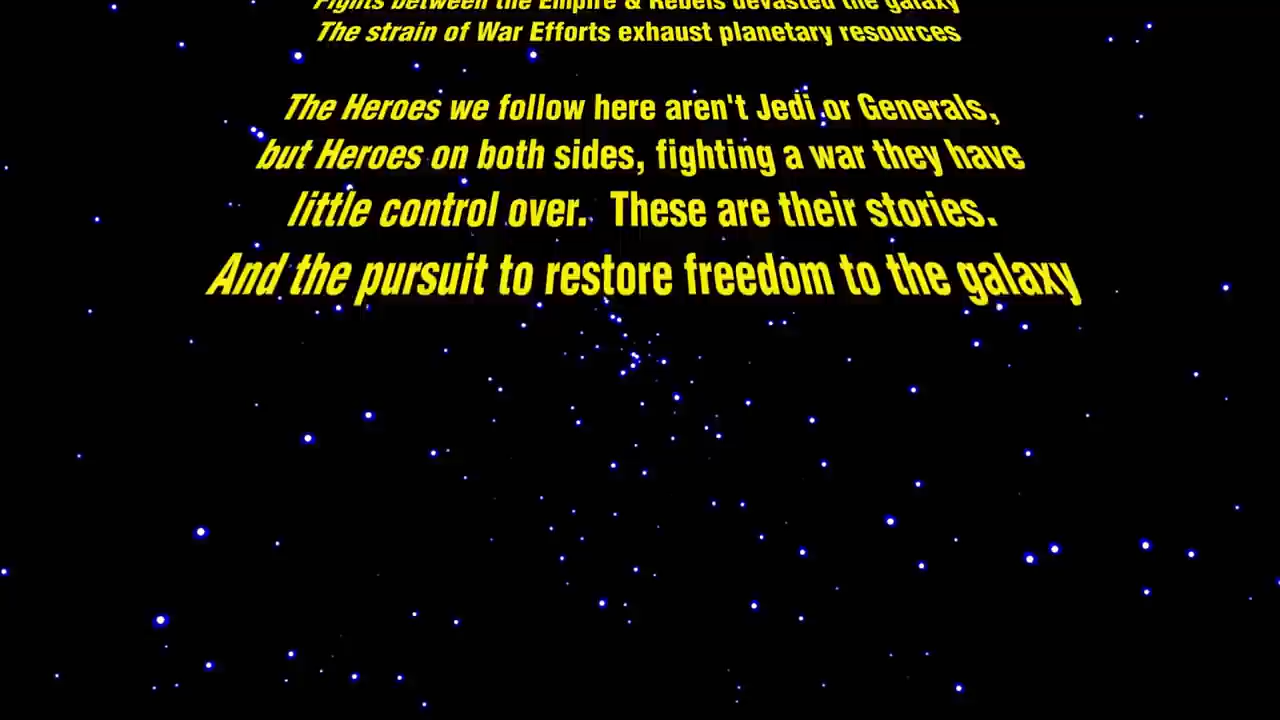 Fights between the Empire & Rebels devasted the galaxy
The strain of War Efforts exhaust planetary resources
The Heroes we follow here aren't Jedi or Generals,
but Heroes on both sides, fighting a war they have
little control over. These are their stories.
And the pursuit to restore freedom to the galaxy